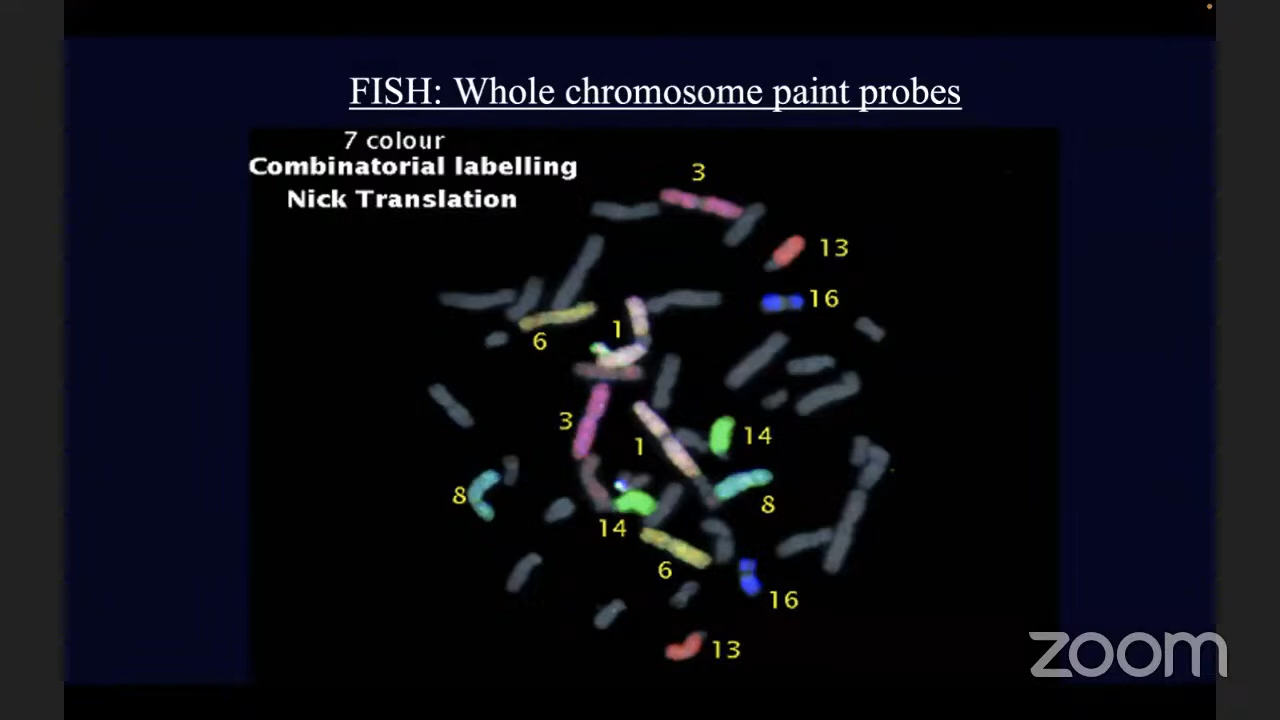 FISH: Whole chromosome paint probes
7 colour
Combinatorial labelling
Nick Translation
3
13
16
1
6
3
1
14
8
8
14
6
16
13
zoom